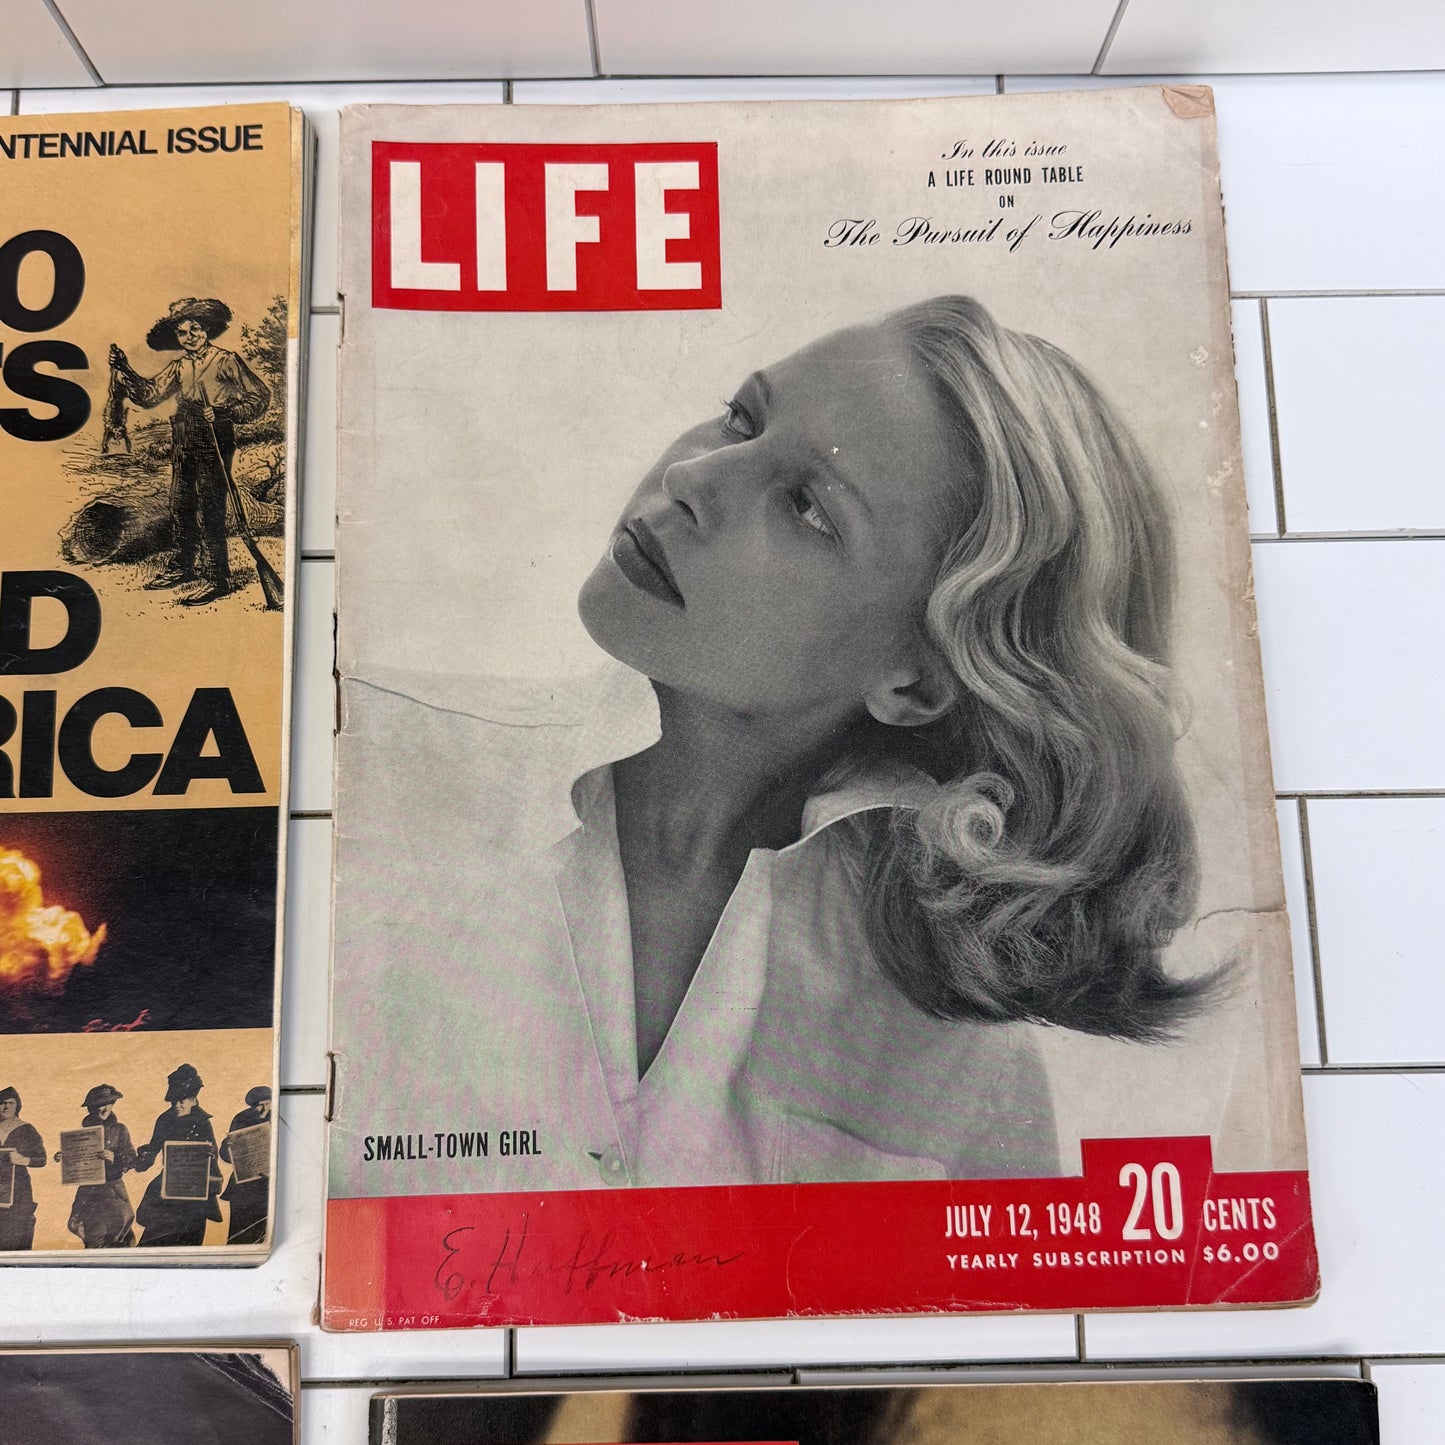 NTENNIAL ISSUE
O
S
D
RICA
LIFE
In this issue
A LIFE ROUND TABLE
ON
The Pursuit of Happiness
SMALL-TOWN GIRL
JULY 12, 1948 20 CENTS
YEARLY SUBSCRIPTION $6.00
E. Huffman
REG U.S. PAT OFF.